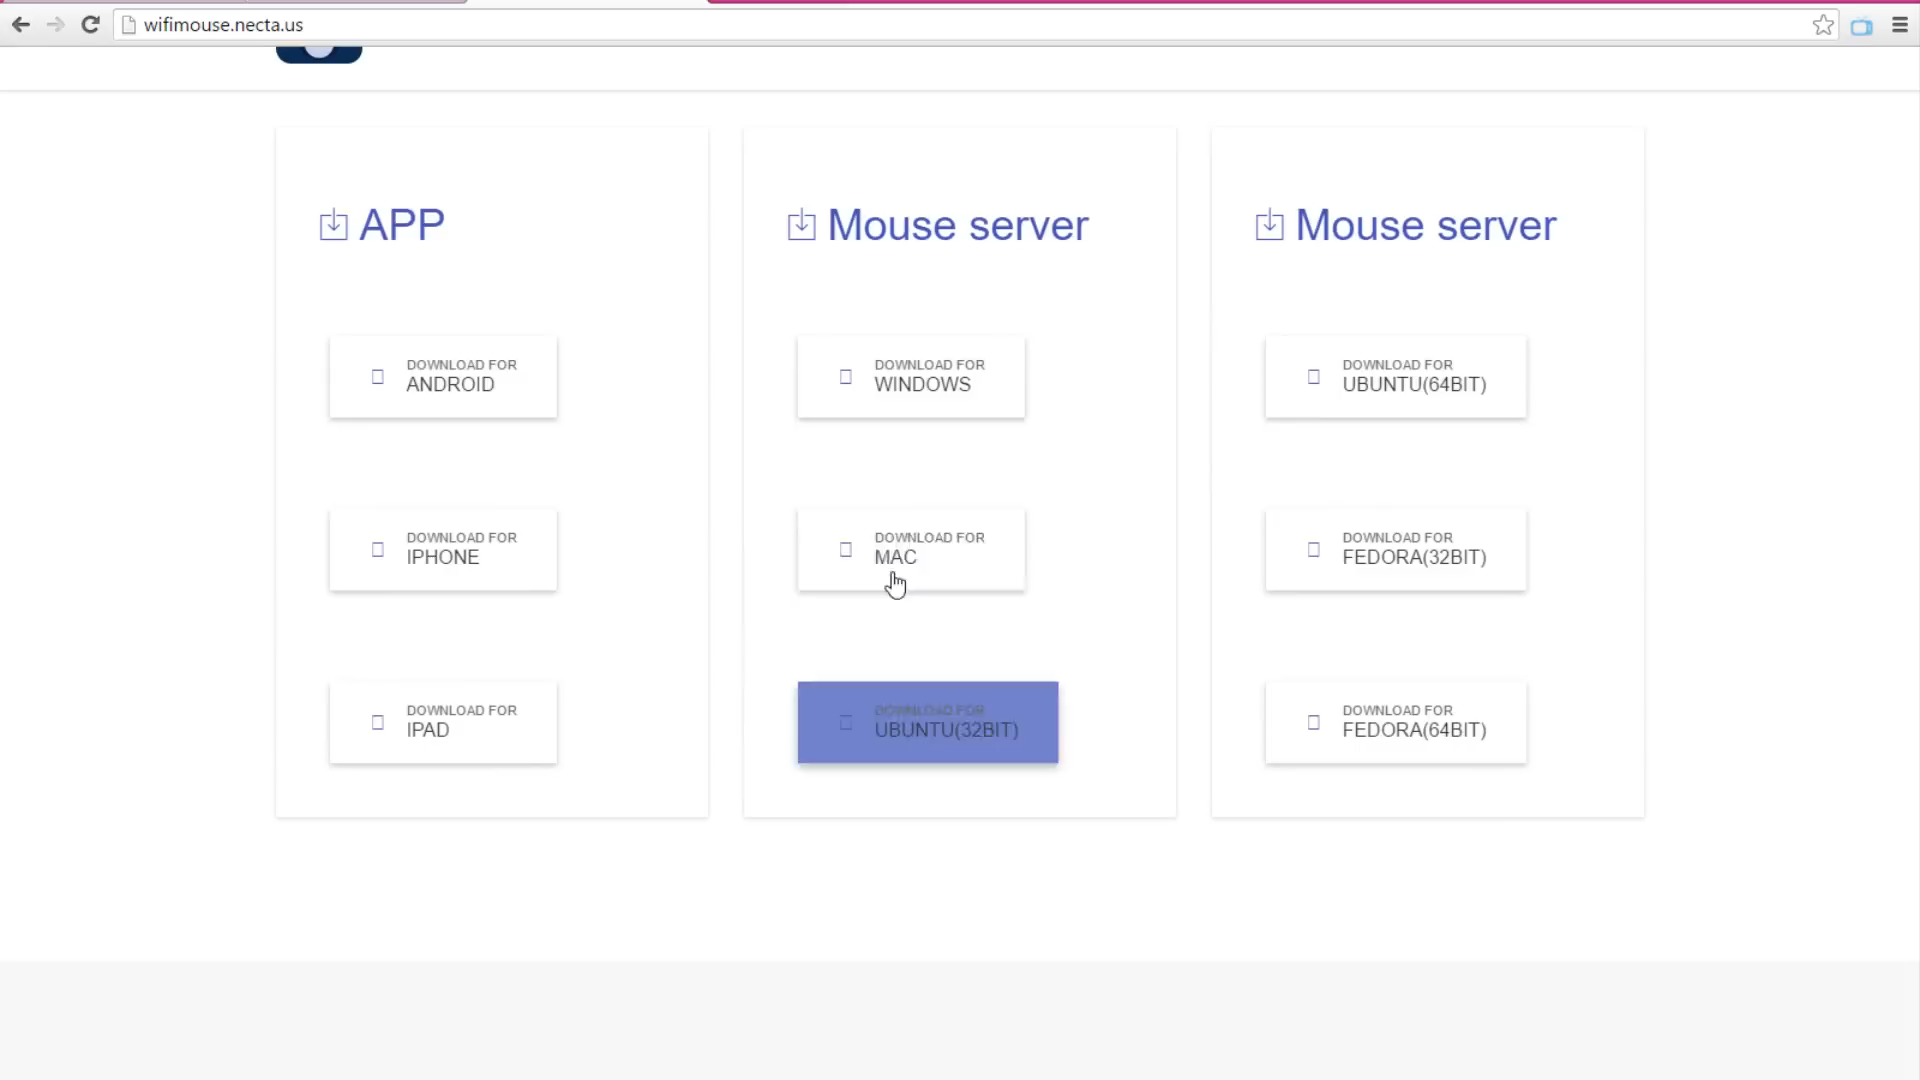 wifimouse.necta.us
APP
DOWNLOAD FOR
ANDROID
DOWNLOAD FOR
IPHONE
DOWNLOAD FOR
IPAD
Mouse server
DOWNLOAD FOR
WINDOWS
DOWNLOAD FOR
MAC
DOWNLOAD FOR
UBUNTU(32BIT)
Mouse server
DOWNLOAD FOR
UBUNTU(64BIT)
DOWNLOAD FOR
FEDORA(32BIT)
DOWNLOAD FOR
FEDORA(64BIT)